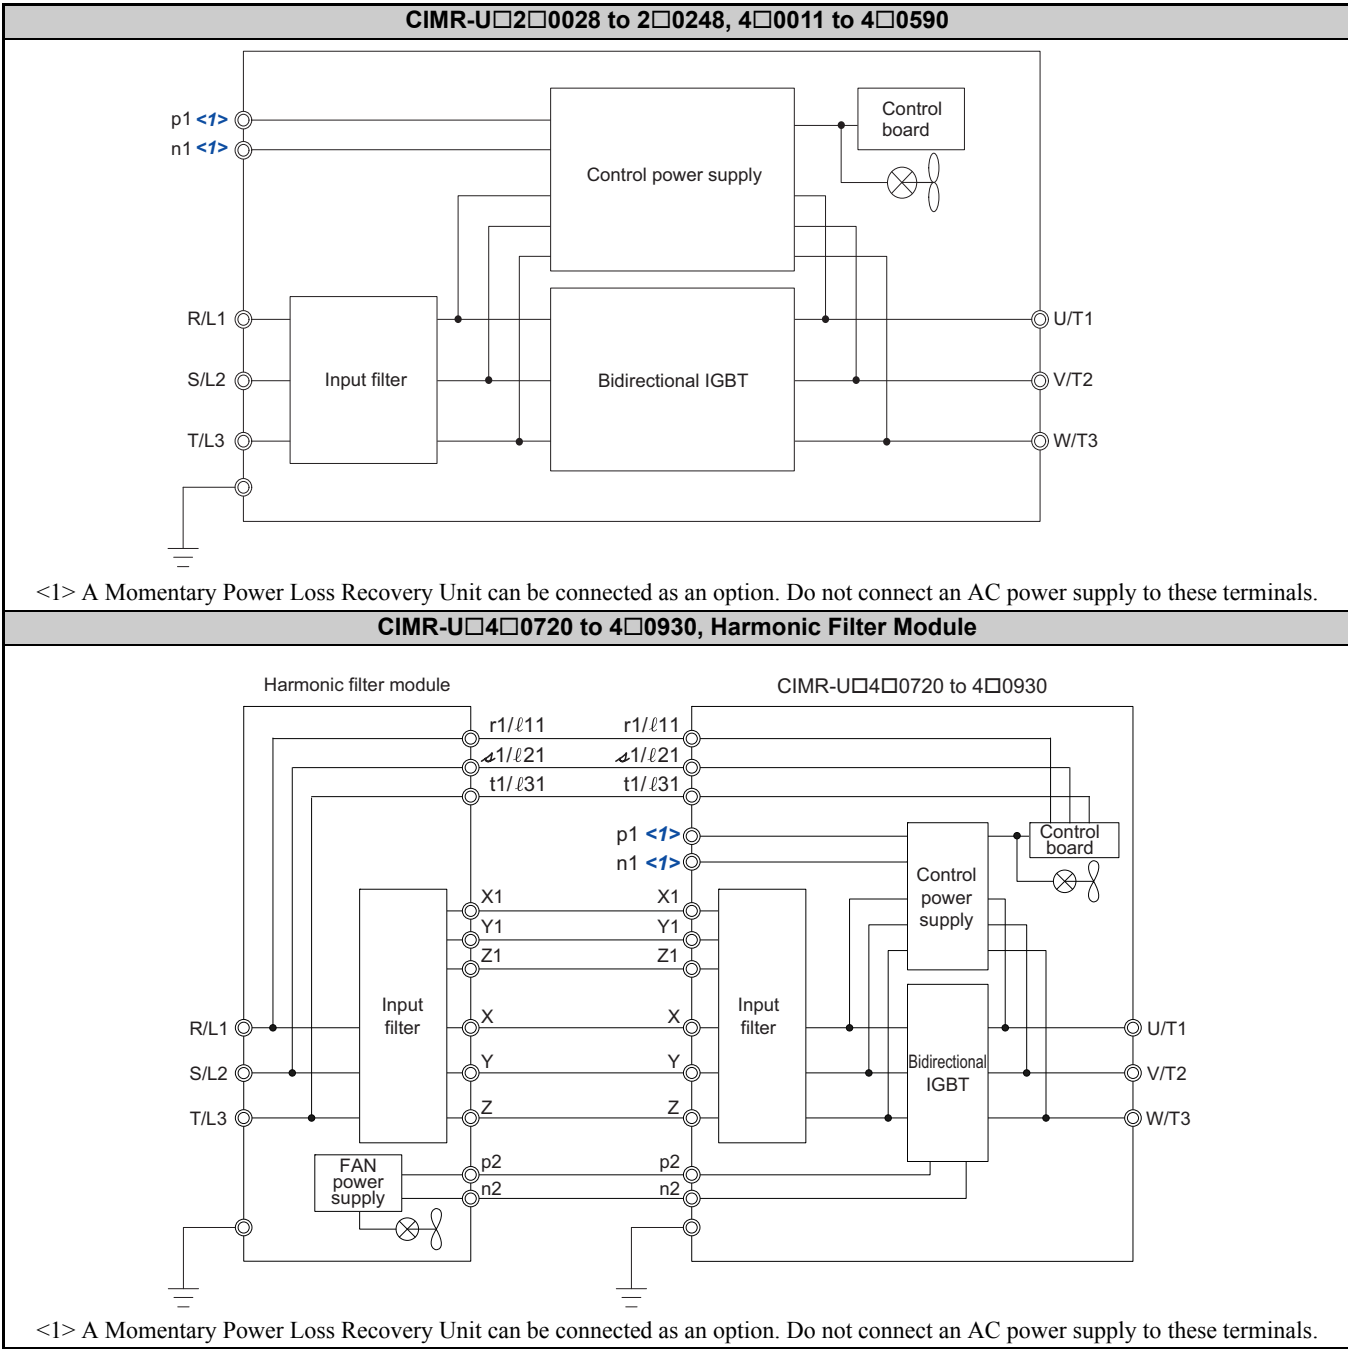 CIMR-U□2□0028 to 2□0248, 4□0011 to 4□0590
p1 <1>
n1 <1>
Control
board
Control power supply
R/L1
S/L2
T/L3
Input filter
Bidirectional IGBT
U/T1
V/T2
W/T3
<1> A Momentary Power Loss Recovery Unit can be connected as an option. Do not connect an AC power supply to these terminals.
CIMR-U□4□0720 to 4□0930, Harmonic Filter Module
Harmonic filter module
CIMR-U□4□0720 to 4□0930
r1/ℓ11
r1/ℓ11
𝓈1/ℓ21
𝓈1/ℓ21
t1/ℓ31
t1/ℓ31
p1 <1>
n1 <1>
Control
board
Control
power
supply
X1
X1
Y1
Y1
Z1
Z1
Input
filter
Input
filter
R/L1
X
X
U/T1
S/L2
Y
Y
Bidirectional
IGBT
V/T2
T/L3
Z
Z
W/T3
FAN
power
supply
p2
p2
n2
n2
<1> A Momentary Power Loss Recovery Unit can be connected as an option. Do not connect an AC power supply to these terminals.